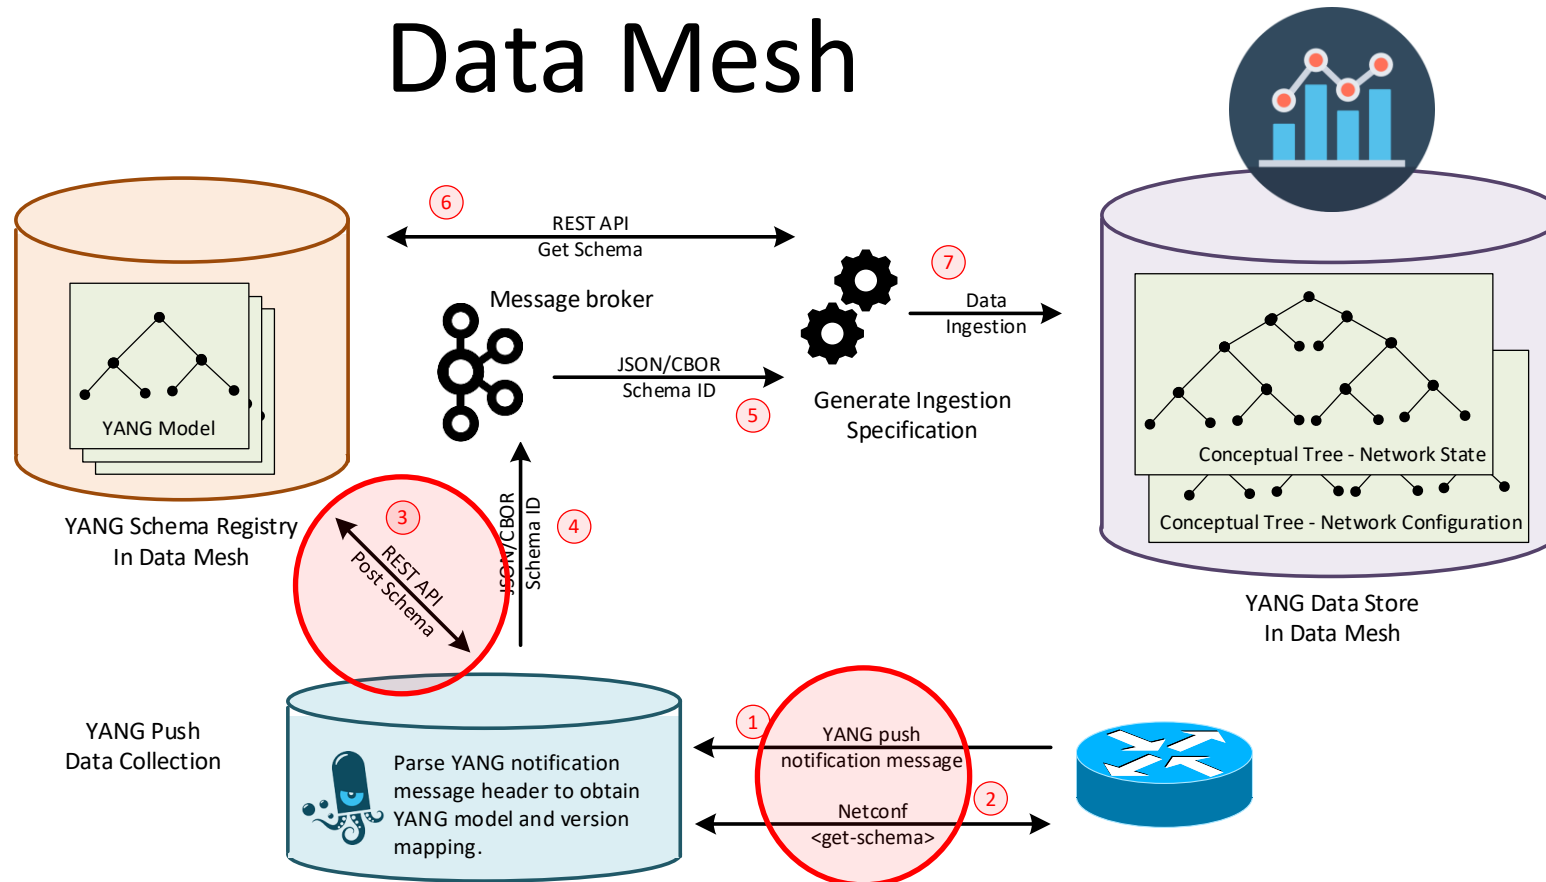 Data Mesh
6
REST API
Get Schema
7
Data
Ingestion
Message broker
JSON/CBOR
Schema ID
5
Generate Ingestion
Specification
YANG Model
YANG Schema Registry
In Data Mesh
Conceptual Tree - Network State
Conceptual Tree - Network Configuration
YANG Data Store
In Data Mesh
3
REST API
Post Schema
JSON/CBOR
Schema ID
4
YANG Push
Data Collection
Parse YANG notification
message header to obtain
YANG model and version
mapping.
1
YANG push
notification message
2
Netconf
<get-schema>